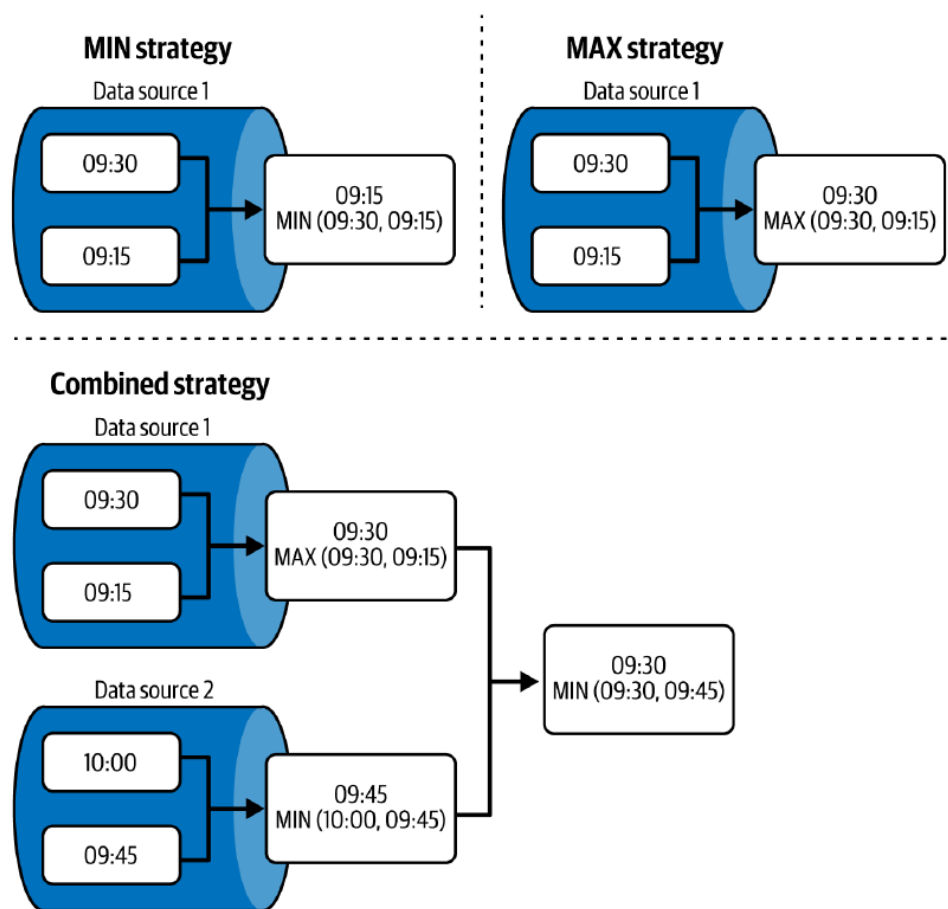 MIN strategy
Data source 1
09:30
09:15
09:15
MIN (09:30, 09:15)
MAX strategy
Data source 1
09:30
09:15
09:30
MAX (09:30, 09:15)
Combined strategy
Data source 1
09:30
09:15
09:30
MAX (09:30, 09:15)
Data source 2
10:00
09:45
09:45
MIN (10:00, 09:45)
09:30
MIN (09:30, 09:45)